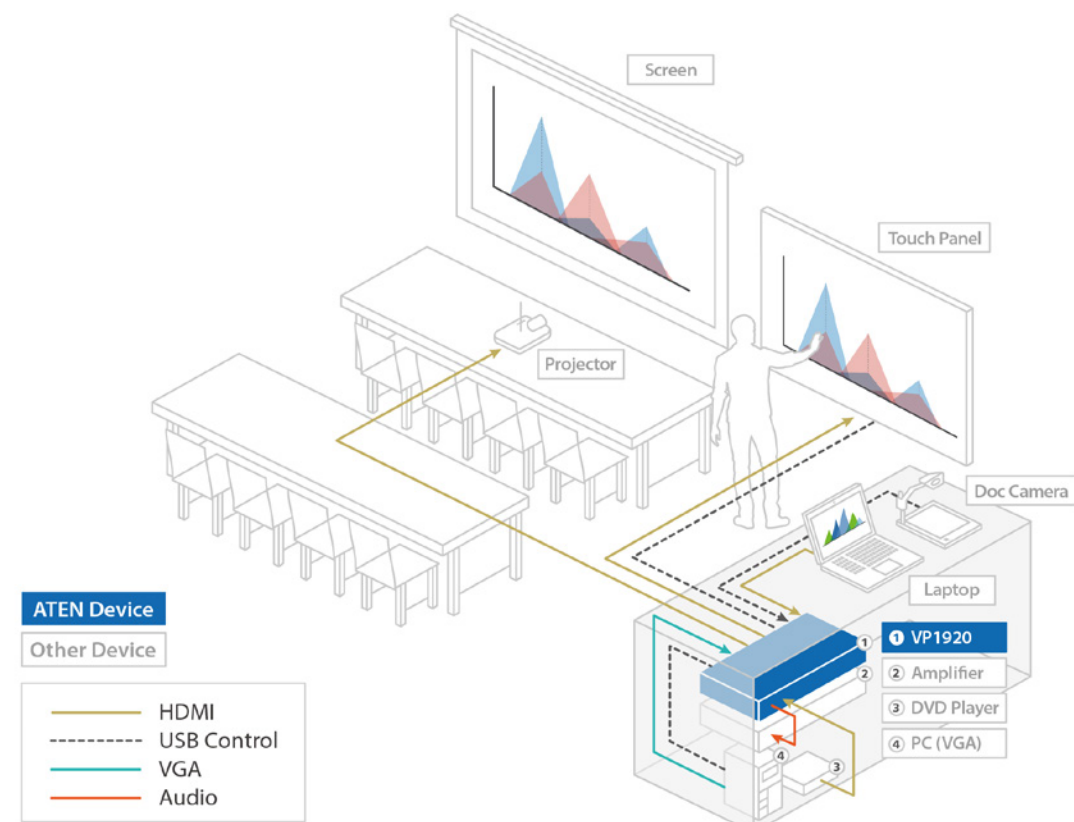 Screen
Touch Panel
Projector
Doc Camera
Laptop
ATEN Device
Other Device
HDMI
USB Control
VGA
Audio
1 VP1920
2 Amplifier
3 DVD Player
4 PC (VGA)
1
2
4
3